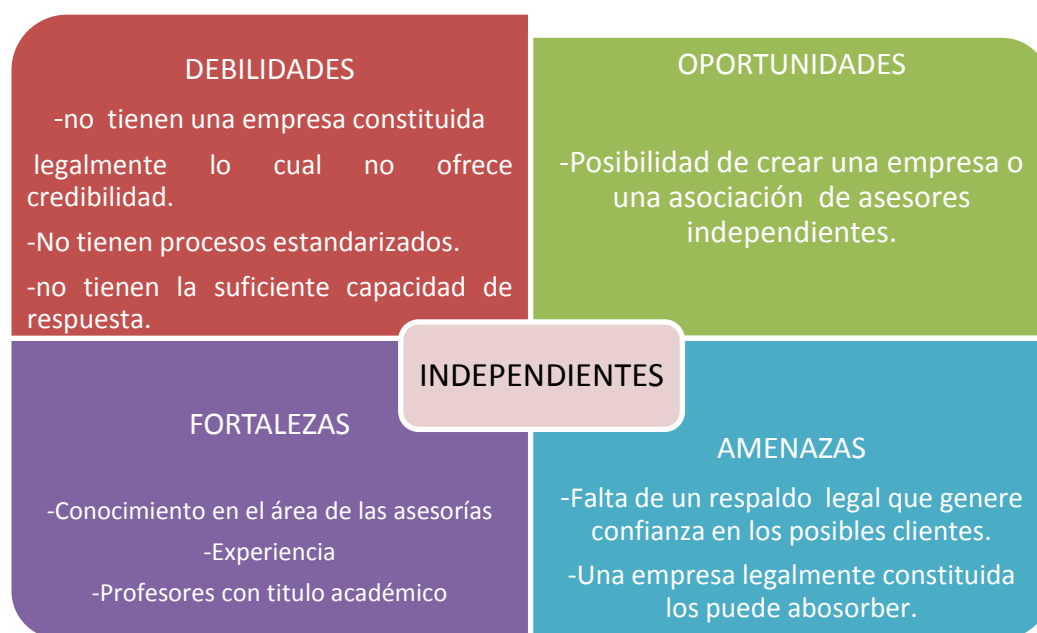 DEBILIDADES
-no tienen una empresa constituida
legalmente lo cual no ofrece
credibilidad.
-No tienen procesos estandarizados.
-no tienen la suficiente capacidad de
respuesta.
OPORTUNIDADES
-Posibilidad de crear una empresa o
una asociación de asesores
independientes.
INDEPENDIENTES
FORTALEZAS
-Conocimiento en el área de las asesorías
-Experiencia
-Profesores con titulo académico
AMENAZAS
-Falta de un respaldo legal que genere
confianza en los posibles clientes.
-Una empresa legalmente constituida
los puede abosorber.